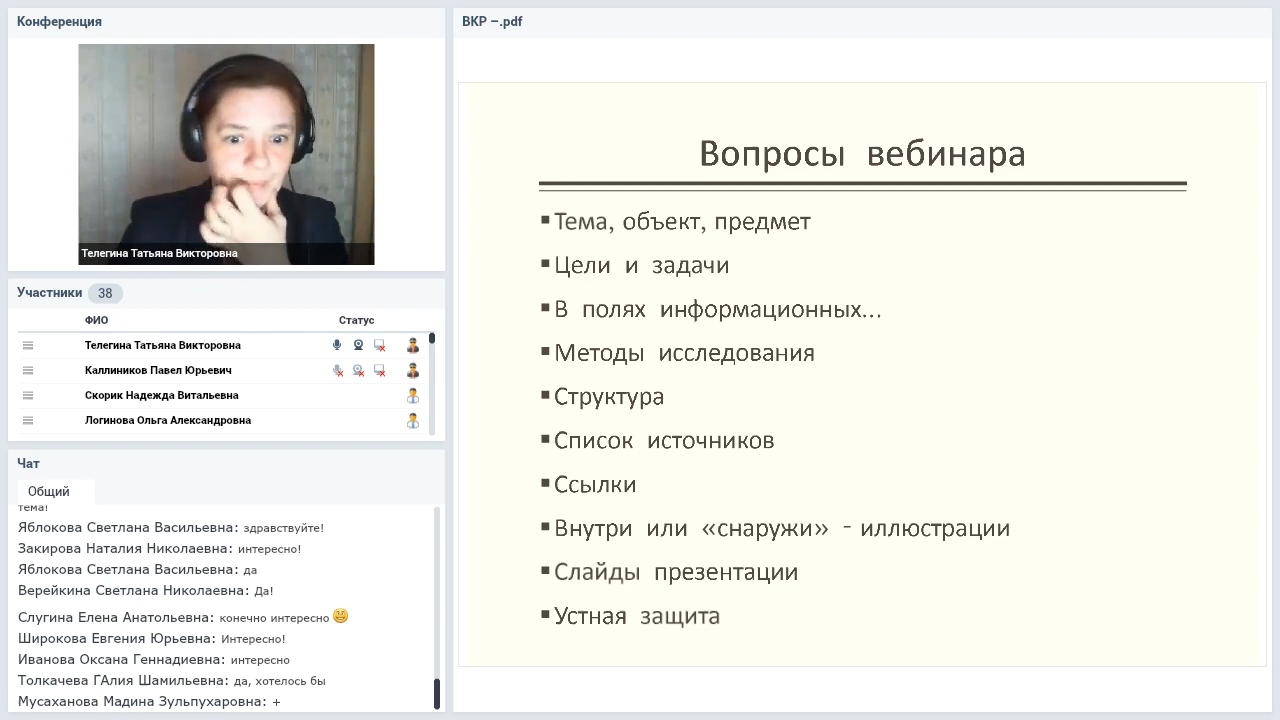 Конференция
Телегина Татьяна Викторовна
Участники 38
ФИО Статус
Телегина Татьяна Викторовна
Каллиников Павел Юрьевич
Скорик Надежда Витальевна
Логинова Ольга Александровна
Чат
Общий
тема!
Яблокова Светлана Васильевна: здравствуйте!
Закирова Наталия Николаевна: интересно!
Яблокова Светлана Васильевна: да
Верейкина Светлана Николаевна: Да!
Слугина Елена Анатольевна: конечно интересно
Широкова Евгения Юрьевна: Интересно!
Иванова Оксана Геннадиевна: интересно
Толкачева ГАлия Шамильевна: да, хотелось бы
Мусаханова Мадина Зульпухаровна: +
ВКР –.pdf
Вопросы вебинара
Тема, объект, предмет
Цели и задачи
В полях информационных...
Методы исследования
Структура
Список источников
Ссылки
Внутри или «снаружи» - иллюстрации
Слайды презентации
Устная защита